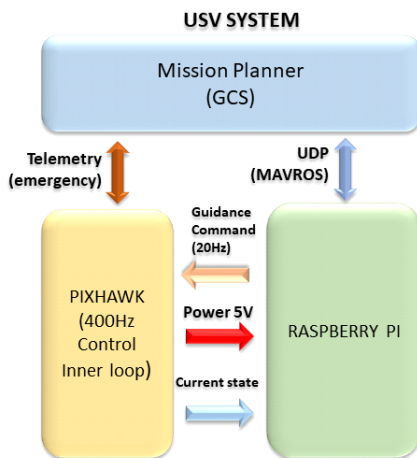 USV SYSTEM
Mission Planner
(GCS)
Telemetry
(emergency)
UDP
(MAVROS)
Guidance
Command
(20Hz)
PIXHAWK
(400Hz
Control
Inner loop)
Power 5V
RASPBERRY PI
Current state